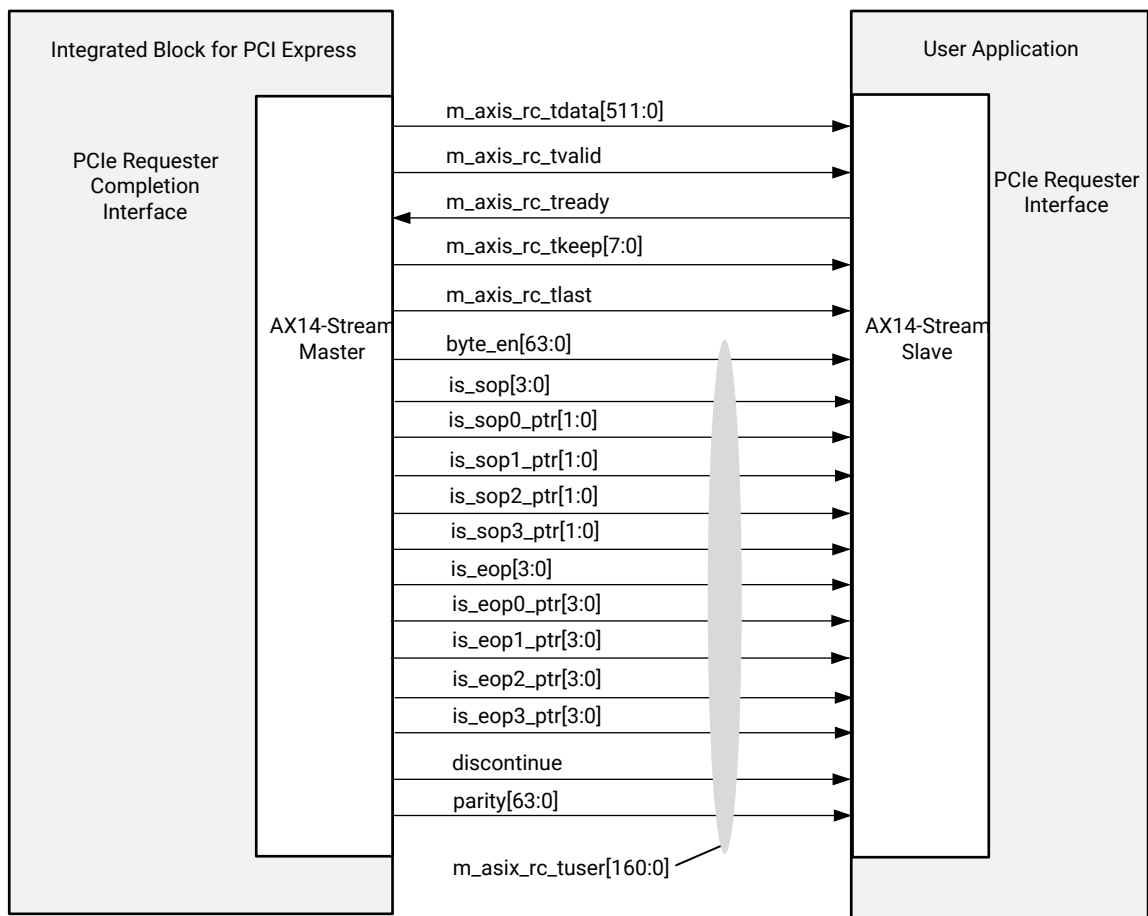 Integrated Block for PCI Express
User Application
m_axis_rc_tdata[511:0]
m_axis_rc_tvalid
PCIe Requester
Completion
Interface
PCIe Requester
Interface
m_axis_rc_tready
m_axis_rc_tkeep[7:0]
m_axis_rc_tlast
AX14-Stream
Master
AX14-Stream
Slave
byte_en[63:0]
is_sop[3:0]
is_sop0_ptr[1:0]
is_sop1_ptr[1:0]
is_sop2_ptr[1:0]
is_sop3_ptr[1:0]
is_eop[3:0]
is_eop0_ptr[3:0]
is_eop1_ptr[3:0]
is_eop2_ptr[3:0]
is_eop3_ptr[3:0]
discontinue
parity[63:0]
m_asix_rc_tuser[160:0]